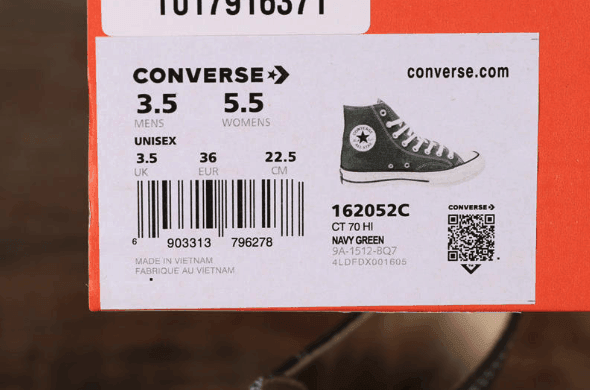 1017916371
CONVERSE
converse.com
3.5 5.5
MENS WOMENS
UNISEX
3.5 36 22.5
UK EUR CM
6 903313 796278
MADE IN VIETNAM
FABRIQUE AU VIETNAM
162052C
CT 70 HI
NAVY GREEN
9A-1512-8Q7
4LDFDX001605
CONVERSE